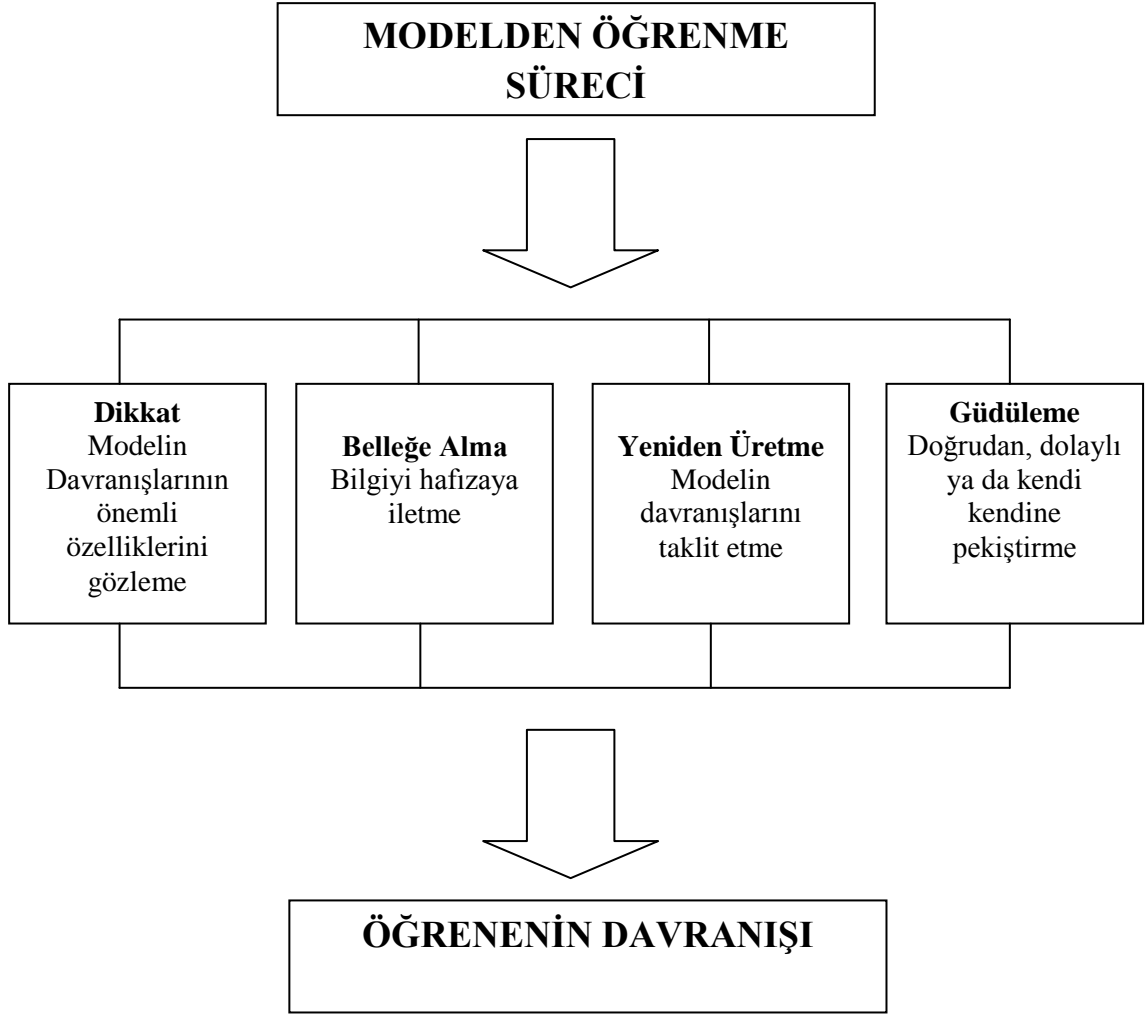 MODELDEN ÖĞRENME
SÜRECİ
Dikkat
Modelin
Davranışlarının
önemli
özelliklerini
gözleme
Belleğe Alma
Bilgiyi hafızaya
iletme
Yeniden Üretme
Modelin
davranışlarını
taklit etme
Güdüleme
Doğrudan, dolaylı
ya da kendi
kendine
pekiştirme
ÖĞRENENİN DAVRANIŞI